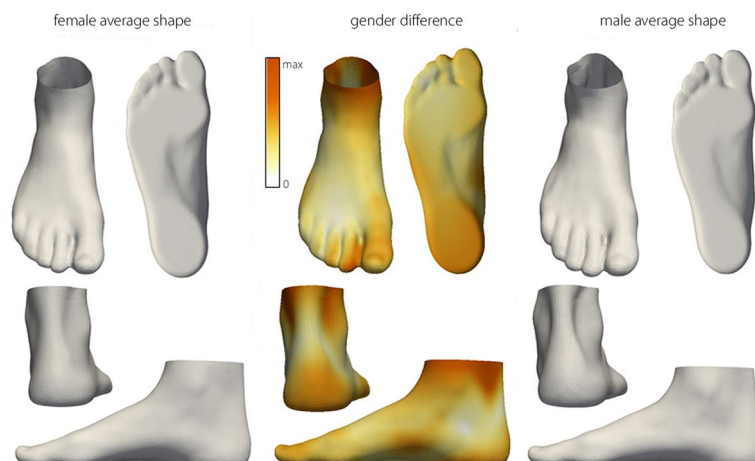 female average shape
gender difference
male average shape
max
0